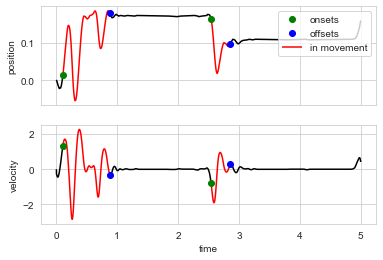 onsets
offsets
in movement
position
0.1
0.0
velocity
2
0
−2
0
1
2
3
4
5
time